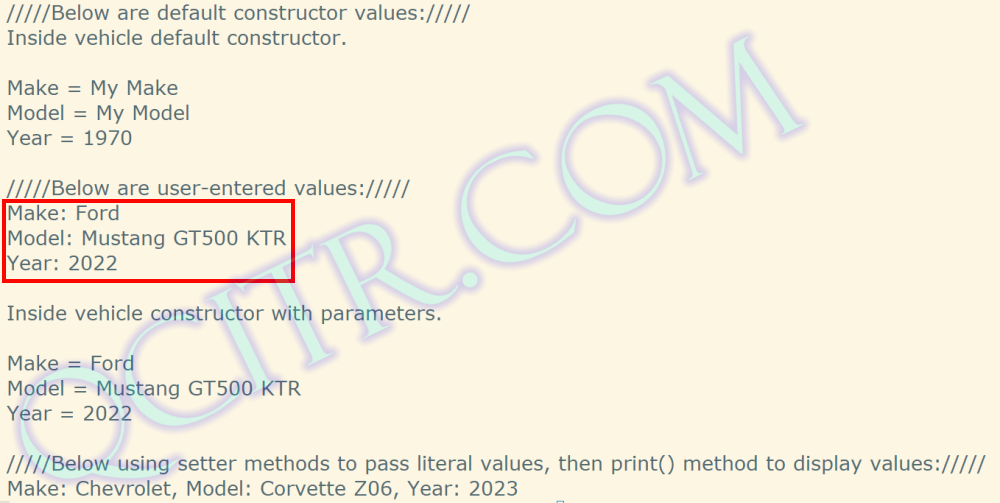 /////Below are default constructor values://///
Inside vehicle default constructor.
Make = My Make
Model = My Model
Year = 1970
/////Below are user-entered values://///
Make: Ford
Model: Mustang GT500 KTR
Year: 2022
Inside vehicle constructor with parameters.
Make = Ford
Model = Mustang GT500 KTR
Year = 2022
/////Below using setter methods to pass literal values, then print() method to display values://///
Make: Chevrolet, Model: Corvette Z06, Year: 2023
QCITR.COM